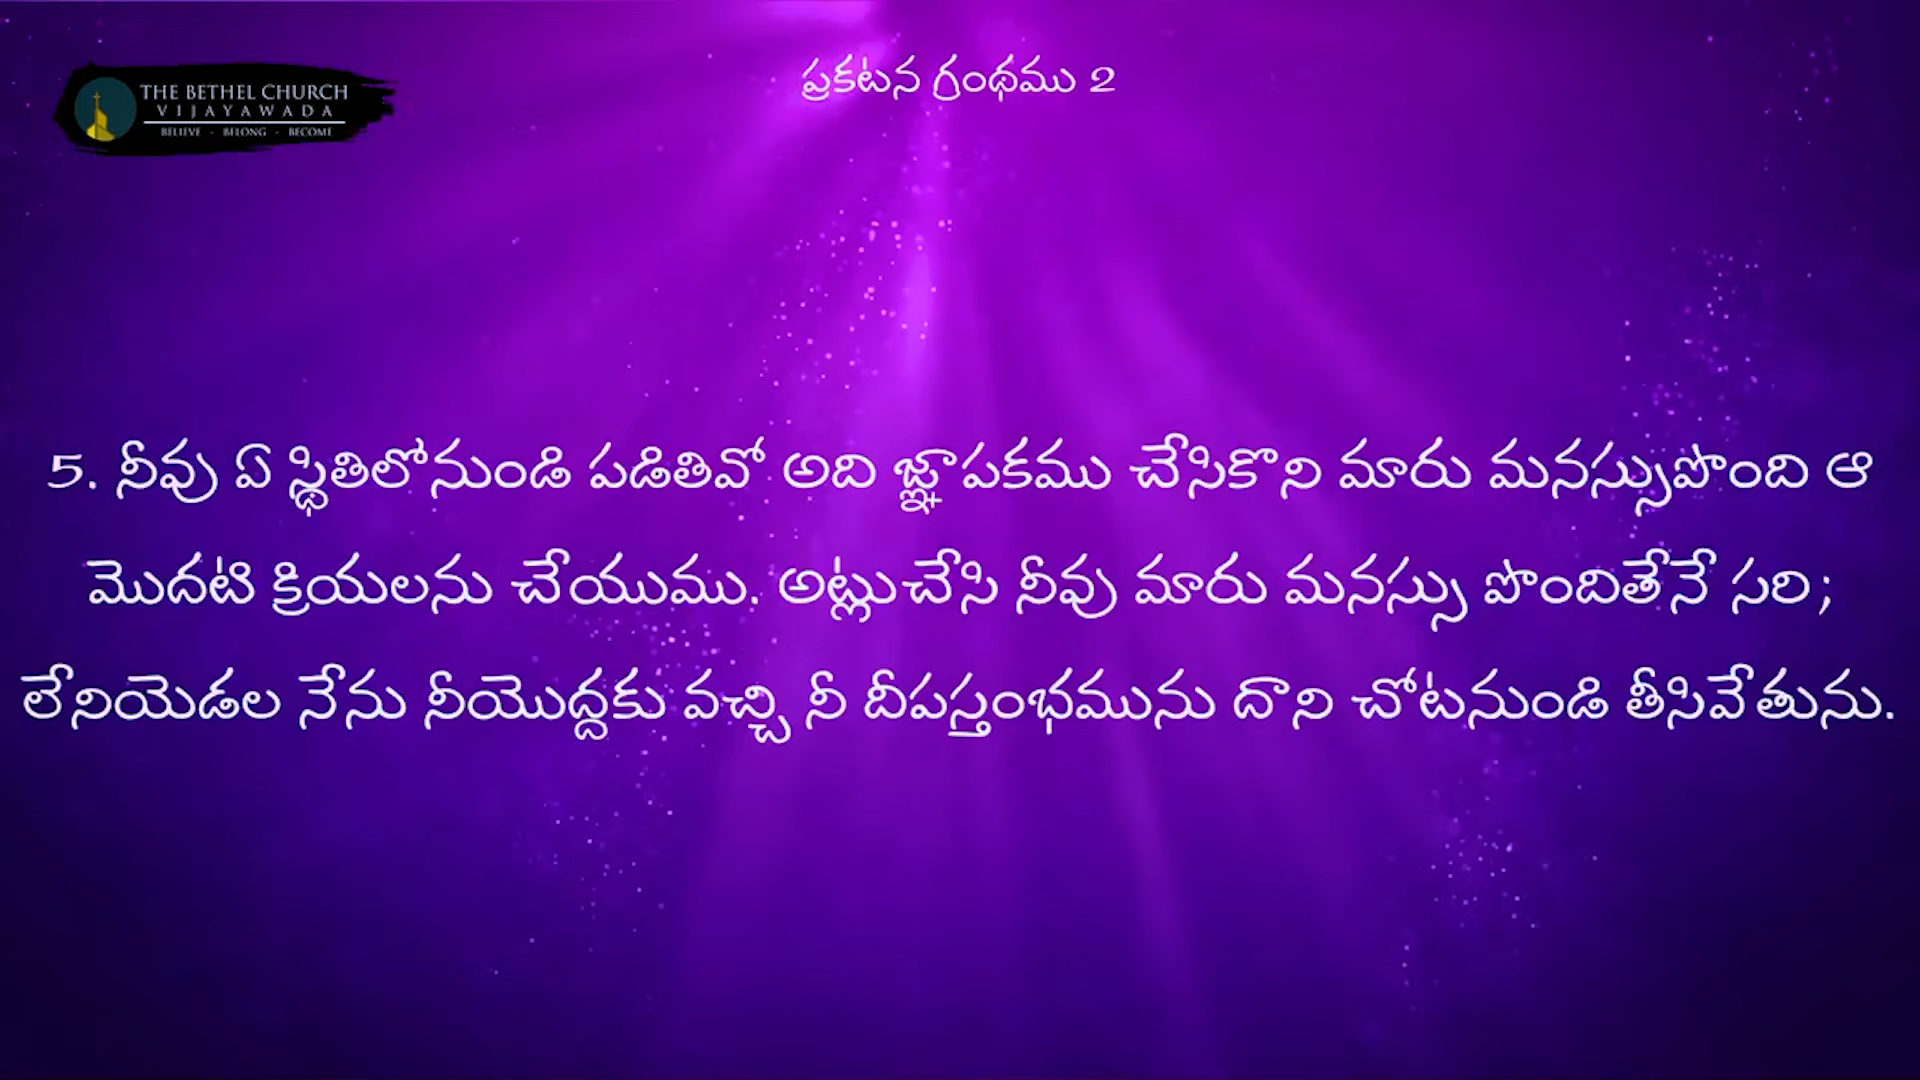 THE BETHEL CHURCH
VIJAYAWADA
BELIEVE - BELONG - BECOME
ప్రకటన గ్రంథము 2
5. నీవు ఏ స్థితిలోనుండి పడితివో అది జ్ఞాపకము చేసికొని మారు మనస్సుపొంది ఆ
మొదటి క్రియలను చేయుము. అట్లుచేసి నీవు మారు మనస్సు పొందితేనే సరి;
లేనియెడల నేను నీయొద్దకు వచ్చి నీ దీపస్తంభమును దాని చోటనుండి తీసివేతును.